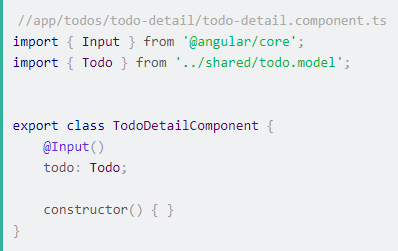 //app/todos/todo-detail/todo-detail.component.ts
import { Input } from '@angular/core';
import { Todo } from '../shared/todo.model';
export class TodoDetailComponent {
@Input()
todo: Todo;
constructor() { }
}